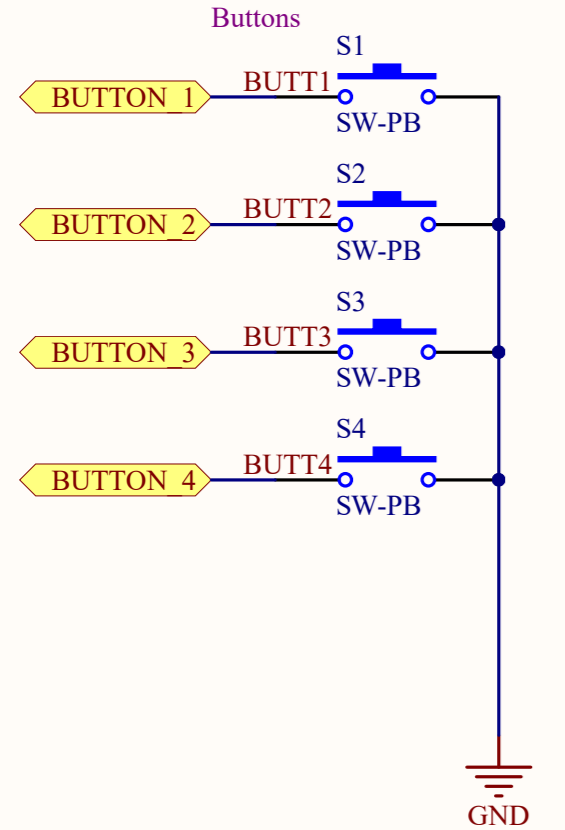 Buttons
S1
BUTTON_1 BUTT1
SW-PB
S2
BUTTON_2 BUTT2
SW-PB
S3
BUTTON_3 BUTT3
SW-PB
S4
BUTTON_4 BUTT4
SW-PB
GND